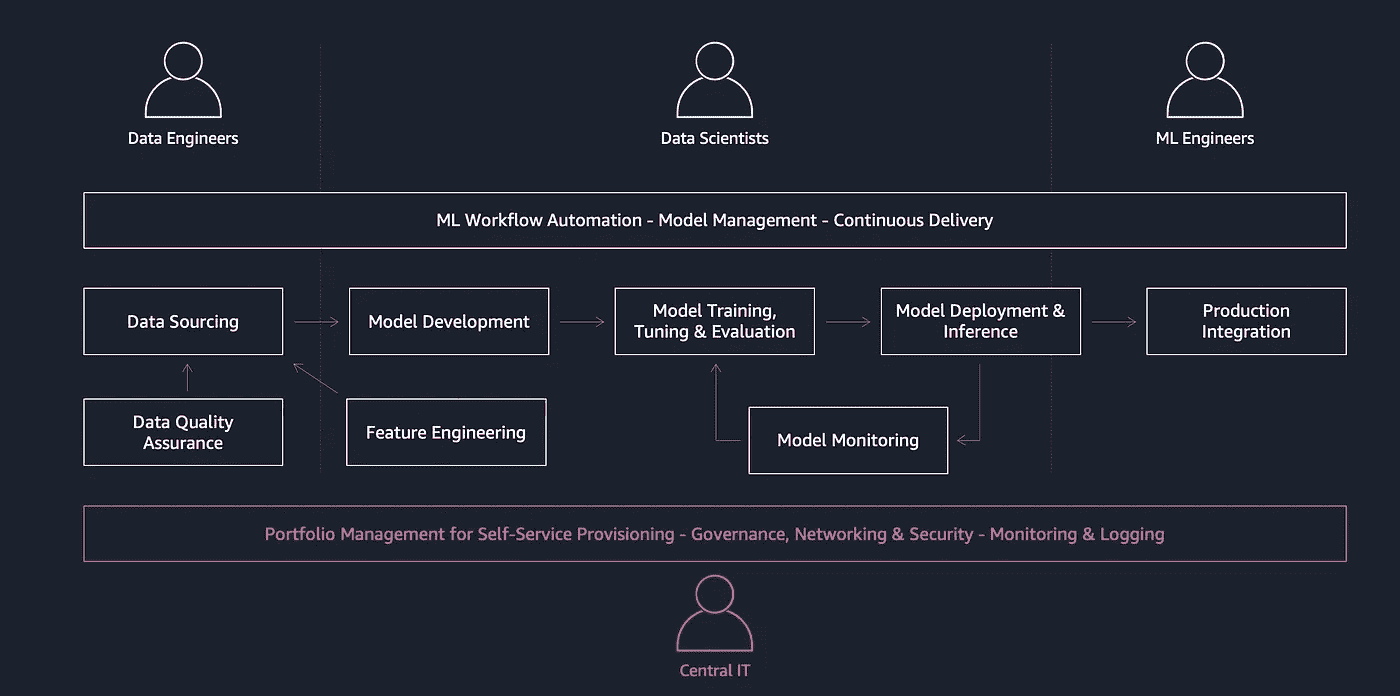 Data Engineers
Data Scientists
ML Engineers
ML Workflow Automation - Model Management - Continuous Delivery
Data Sourcing
Model Development
Model Training,
Tuning & Evaluation
Model Deployment &
Inference
Production
Integration
Data Quality
Assurance
Feature Engineering
Model Monitoring
Portfolio Management for Self-Service Provisioning - Governance, Networking & Security - Monitoring & Logging
Central IT